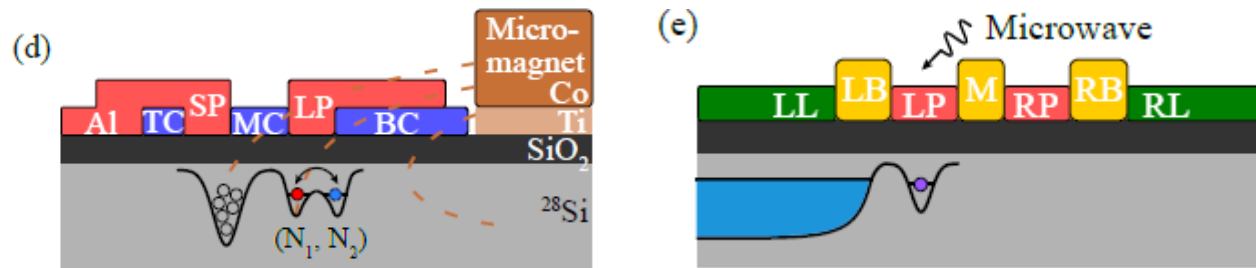 (d)
Micro-
magnet
Co
Al TC SP MC LP BC Ti
SiO₂
²⁸Si
(N₁, N₂)
(e)
Microwave
LL LB LP M RP RB RL